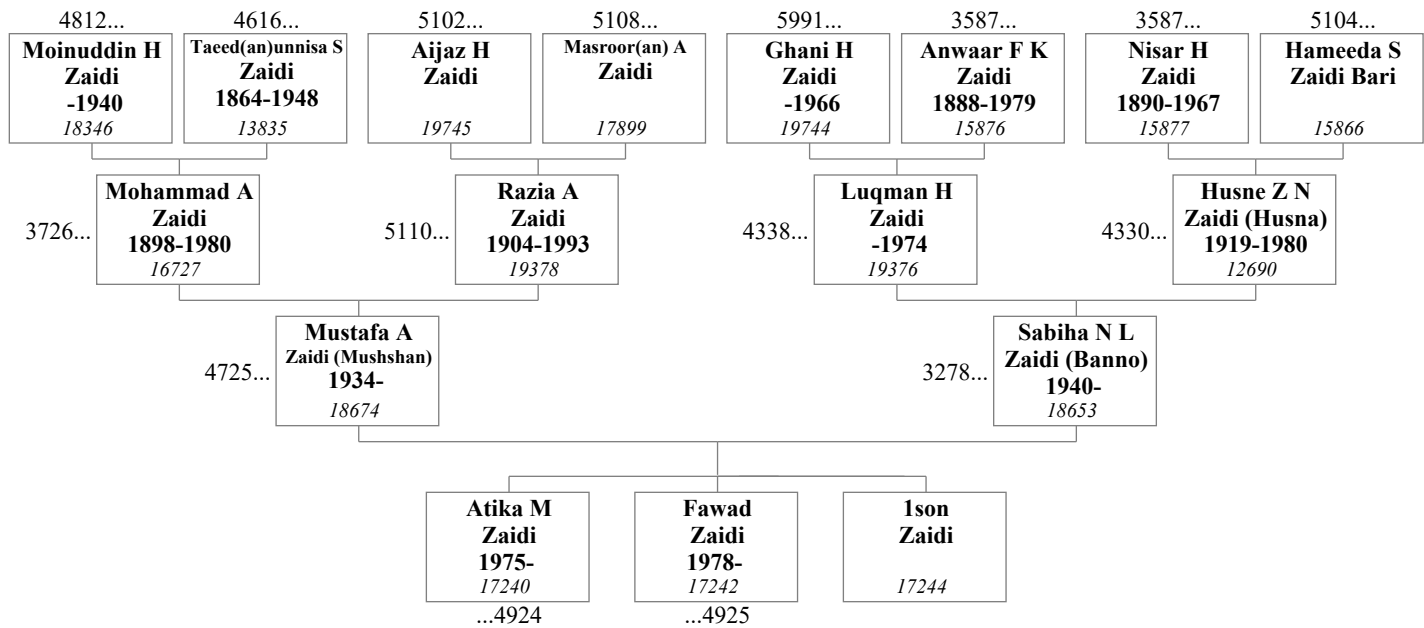 4812...
4616...
5102...
5108...
5991...
3587...
3587...
5104...
Moinuddin H
Zaidi
-1940
18346
Taeed(an)unnisa S
Zaidi
1864-1948
13835
Aijaz H
Zaidi
19745
Masroor(an) A
Zaidi
17899
Ghani H
Zaidi
-1966
19744
Anwaar F K
Zaidi
1888-1979
15876
Nisar H
Zaidi
1890-1967
15877
Hameeda S
Zaidi Bari
15866
3726...
Mohammad A
Zaidi
1898-1980
16727
5110...
Razia A
Zaidi
1904-1993
19378
4338...
Luqman H
Zaidi
-1974
19376
4330...
Husne Z N
Zaidi (Husna)
1919-1980
12690
4725...
Mustafa A
Zaidi (Mushshan)
1934-
18674
3278...
Sabiha N L
Zaidi (Banno)
1940-
18653
Atika M
Zaidi
1975-
17240
...4924
Fawad
Zaidi
1978-
17242
...4925
1son
Zaidi
17244